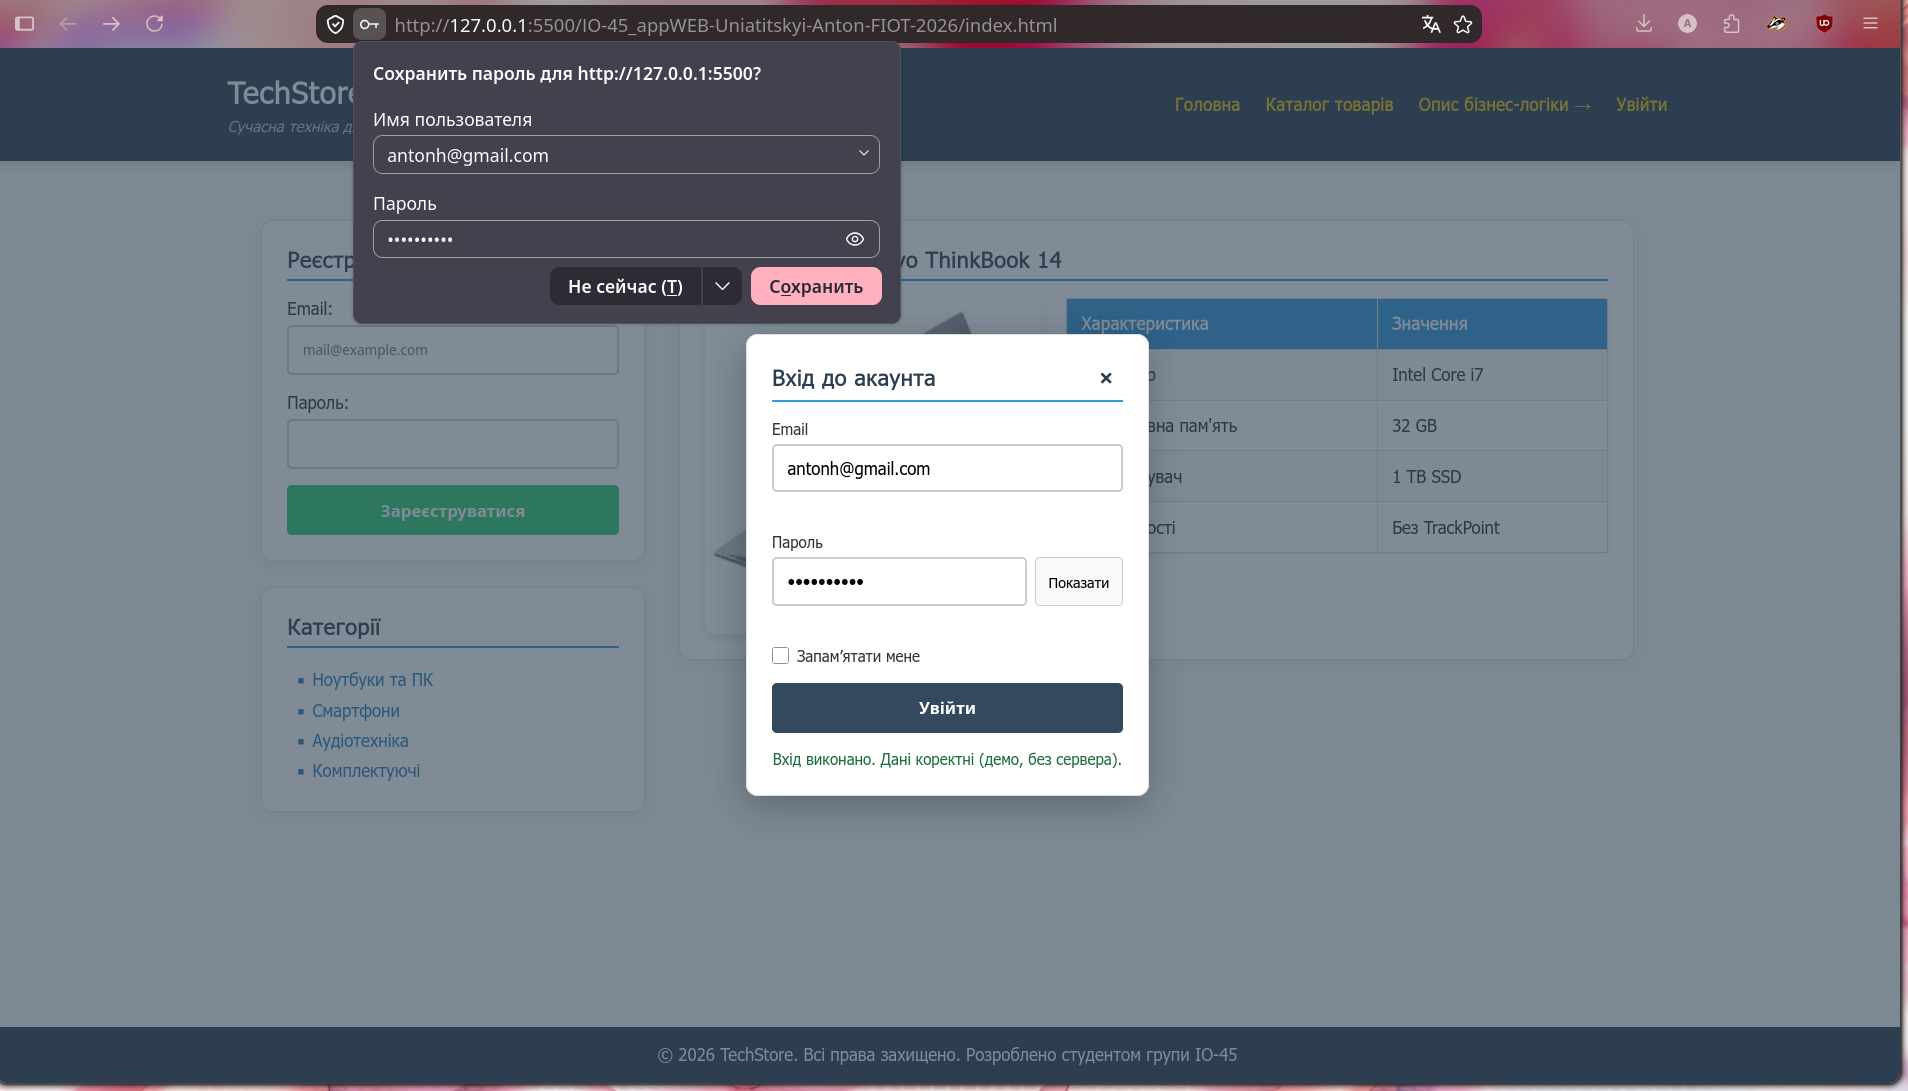 http://127.0.0.1:5500/IO-45_appWEB-Uniatitskyi-Anton-FIOT-2026/index.html
A
Сохранить пароль для http://127.0.0.1:5500?
Имя пользователя
antonh@gmail.com
Пароль
••••••••••
Не сейчас (Т)
Сохранить
TechStore
Сучасна техніка
Головна
Каталог товарів
Опис бізнес-логіки →
Увійти
Email:
mail@example.com
Пароль:
Зареєструватися
Категорії
Ноутбуки та ПК
Смартфони
Аудіотехніка
Комплектуючі
ThinkBook 14
Характеристика Значення
Intel Core i7
пам'ять 32 GB
1 TB SSD
Без TrackPoint
Вхід до акаунта ×
Email
antonh@gmail.com
Пароль
••••••••••
Показати
Запам’ятати мене
Увійти
Вхід виконано. Дані коректні (демо, без сервера).
© 2026 TechStore. Всі права захищено. Розроблено студентом групи ІО-45